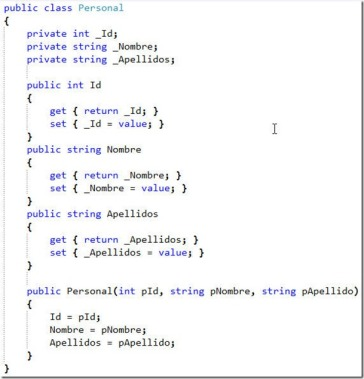 public class Personal
{
private int _Id;
private string _Nombre;
private string _Apellidos;
public int Id
{
get { return _Id; }
set { _Id = value; }
}
public string Nombre
{
get { return _Nombre; }
set { _Nombre = value; }
}
public string Apellidos
{
get { return _Apellidos; }
set { _Apellidos = value; }
}
public Personal(int pId, string pNombre, string pApellido)
{
Id = pId;
Nombre = pNombre;
Apellidos = pApellido;
}
}